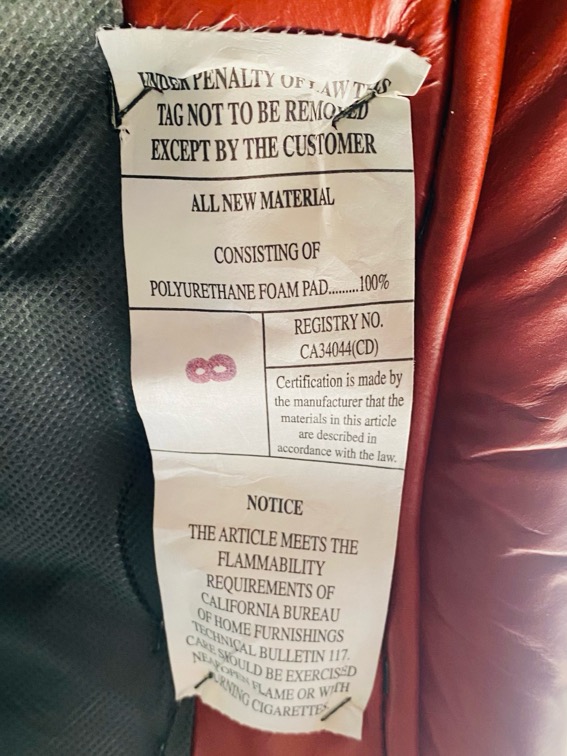 UNDER PENALTY OF LAW THIS
TAG NOT TO BE REMOVED
EXCEPT BY THE CUSTOMER
ALL NEW MATERIAL
CONSISTING OF
POLYURETHANE FOAM PAD.........100%
8
REGISTRY NO.
CA34044(CD)
Certification is made by
the manufacturer that the
materials in this article
are described in
accordance with the law.
NOTICE
THE ARTICLE MEETS THE
FLAMMABILITY
REQUIREMENTS OF
CALIFORNIA BUREAU
OF HOME FURNISHINGS
TECHNICAL BULLETIN 117.
CARE SHOULD BE EXERCISED
NEAR OPEN FLAME OR WITH
BURNING CIGARETTES